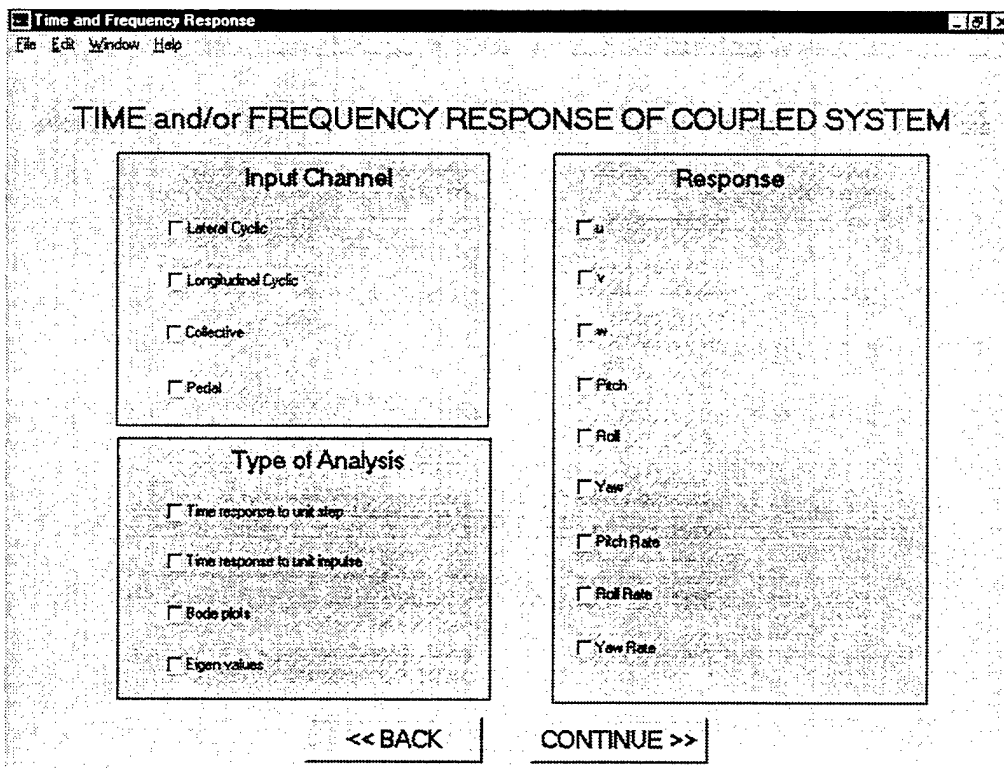 Time and Frequency Response
File Edit Window Help
TIME and/or FREQUENCY RESPONSE OF COUPLED SYSTEM
Input Channel
Lateral Cyclic
Longitudinal Cyclic
Collective
Pedal
Type of Analysis
Time response to unit step
Time response to unit impulse
Bode plots
Eigen values
Response
u
v
w
Pitch
Roll
Yaw
Pitch Rate
Roll Rate
Yaw Rate
<< BACK
CONTINUE >>